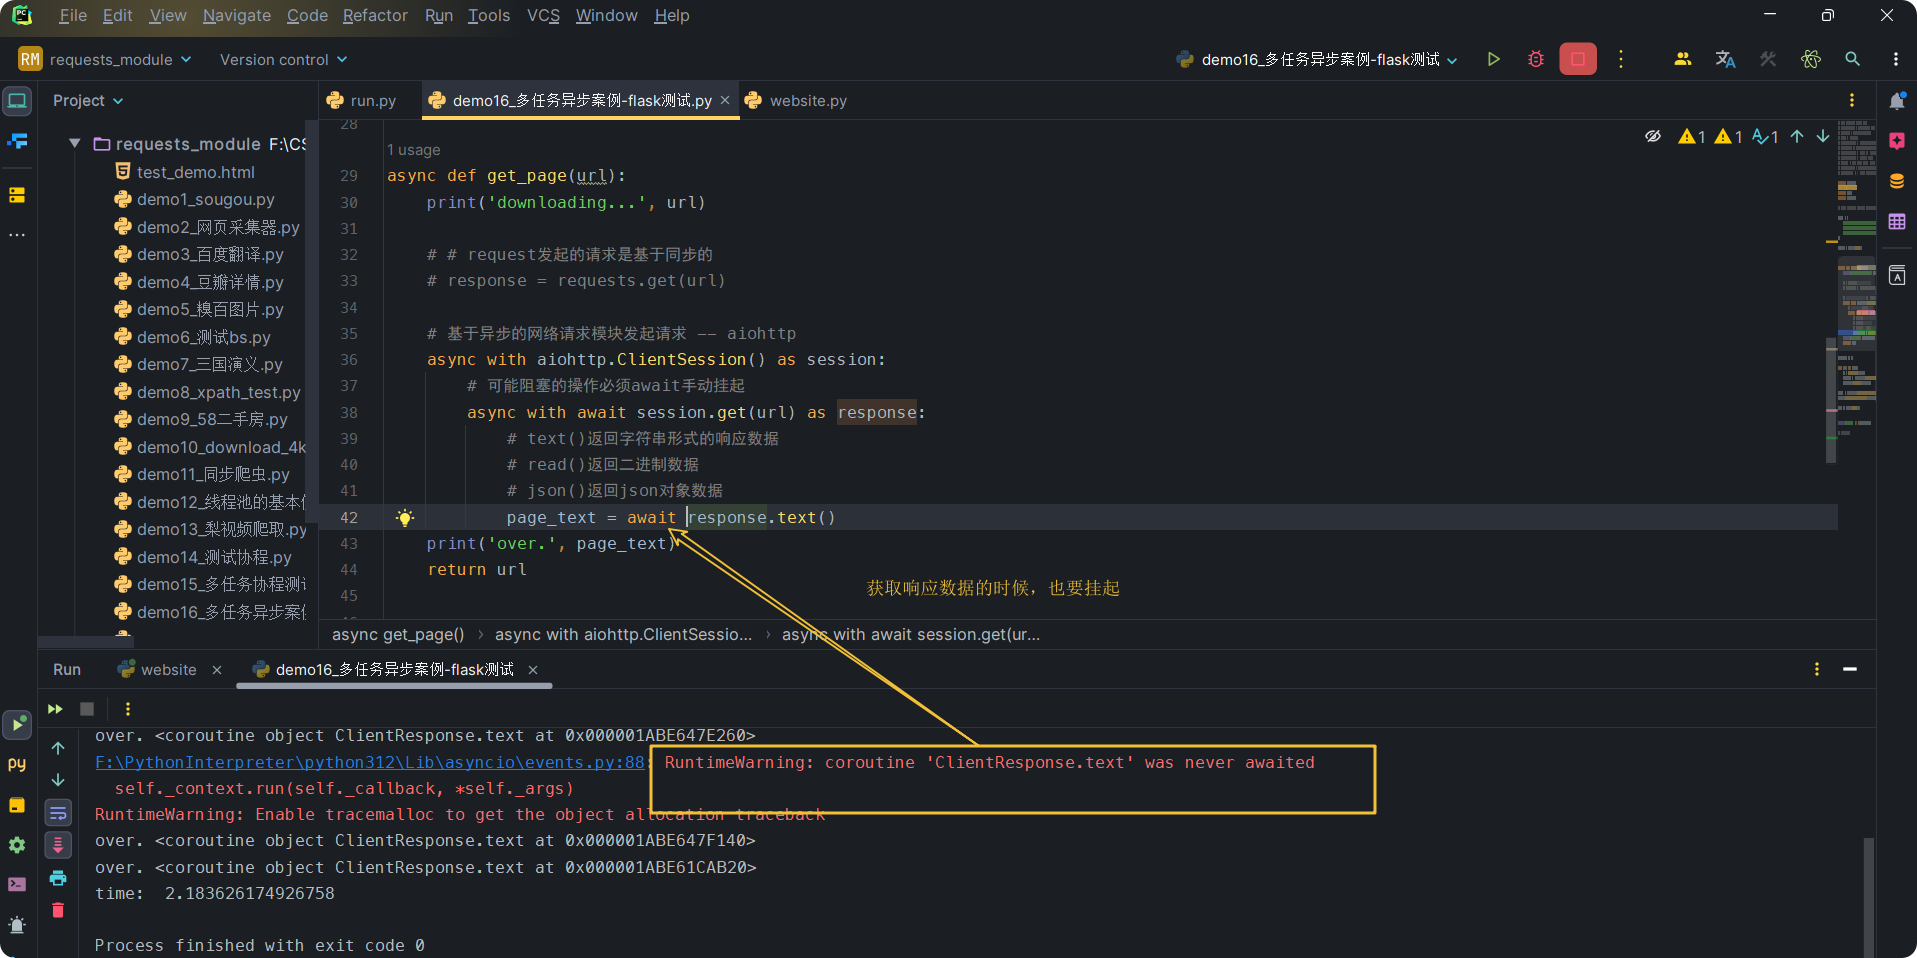 File Edit View Navigate Code Refactor Run Tools VCS Window Help
RM requests_module Version control demo16_多任务异步案例-flask测试
Project
run.py demo16_多任务异步案例-flask测试.py website.py
requests_module F:\CS
test_demo.html
demo1_sougou.py
demo2_网页采集器.py
demo3_百度翻译.py
demo4_豆瓣详情.py
demo5_糗百图片.py
demo6_测试bs.py
demo7_三国演义.py
demo8_xpath_test.py
demo9_58二手房.py
demo10_download_4k
demo11_同步爬虫.py
demo12_线程池的基本
demo13_梨视频爬取.py
demo14_测试协程.py
demo15_多任务协程测
demo16_多任务异步案
1 1 1
28
1 usage
29 async def get_page(url):
30 print('downloading...', url)
31
32 # # request发起的请求是基于同步的
33 # response = requests.get(url)
34
35 # 基于异步的网络请求模块发起请求 -- aiohttp
36 async with aiohttp.ClientSession() as session:
37 # 可能阻塞的操作必须await手动挂起
38 async with await session.get(url) as response:
39 # text()返回字符串形式的响应数据
40 # read()返回二进制数据
41 # json()返回json对象数据
42 page_text = await response.text()
43 print('over.', page_text)
44 return url
45
获取响应数据的时候，也要挂起
async get_page() › async with aiohttp.ClientSessio... › async with await session.get(ur...
Run website demo16_多任务异步案例-flask测试
over. <coroutine object ClientResponse.text at 0x000001ABE647E260>
F:\PythonInterpreter\python312\Lib\asyncio\events.py:88: RuntimeWarning: coroutine 'ClientResponse.text' was never awaited
self._context.run(self._callback, *self._args)
RuntimeWarning: Enable tracemalloc to get the object allocation traceback
over. <coroutine object ClientResponse.text at 0x000001ABE647F140>
over. <coroutine object ClientResponse.text at 0x000001ABE61CAB20>
time: 2.183626174926758
Process finished with exit code 0